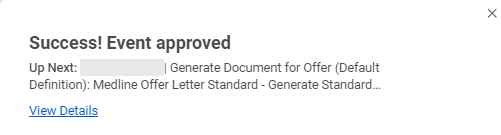 Success! Event approved
Up Next: | Generate Document for Offer (Default
Definition): Medline Offer Letter Standard - Generate Standard...
View Details